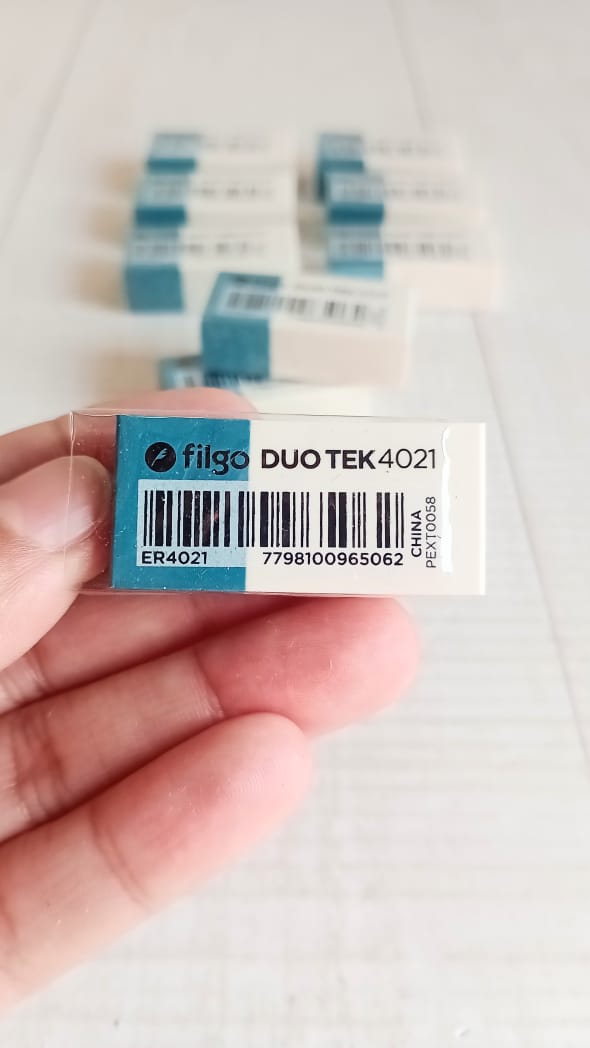 filgo DUO TEK 4021
ER4021 7798100965062
CHINA
PEXT0058